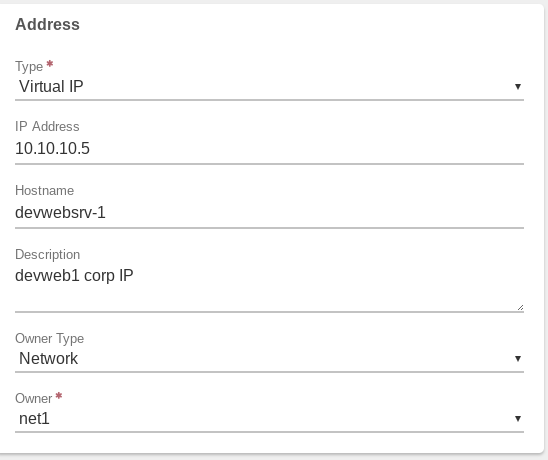 Address
Type *
Virtual IP
IP Address
10.10.10.5
Hostname
devwebsrv-1
Description
devweb1 corp IP
Owner Type
Network
Owner *
net1